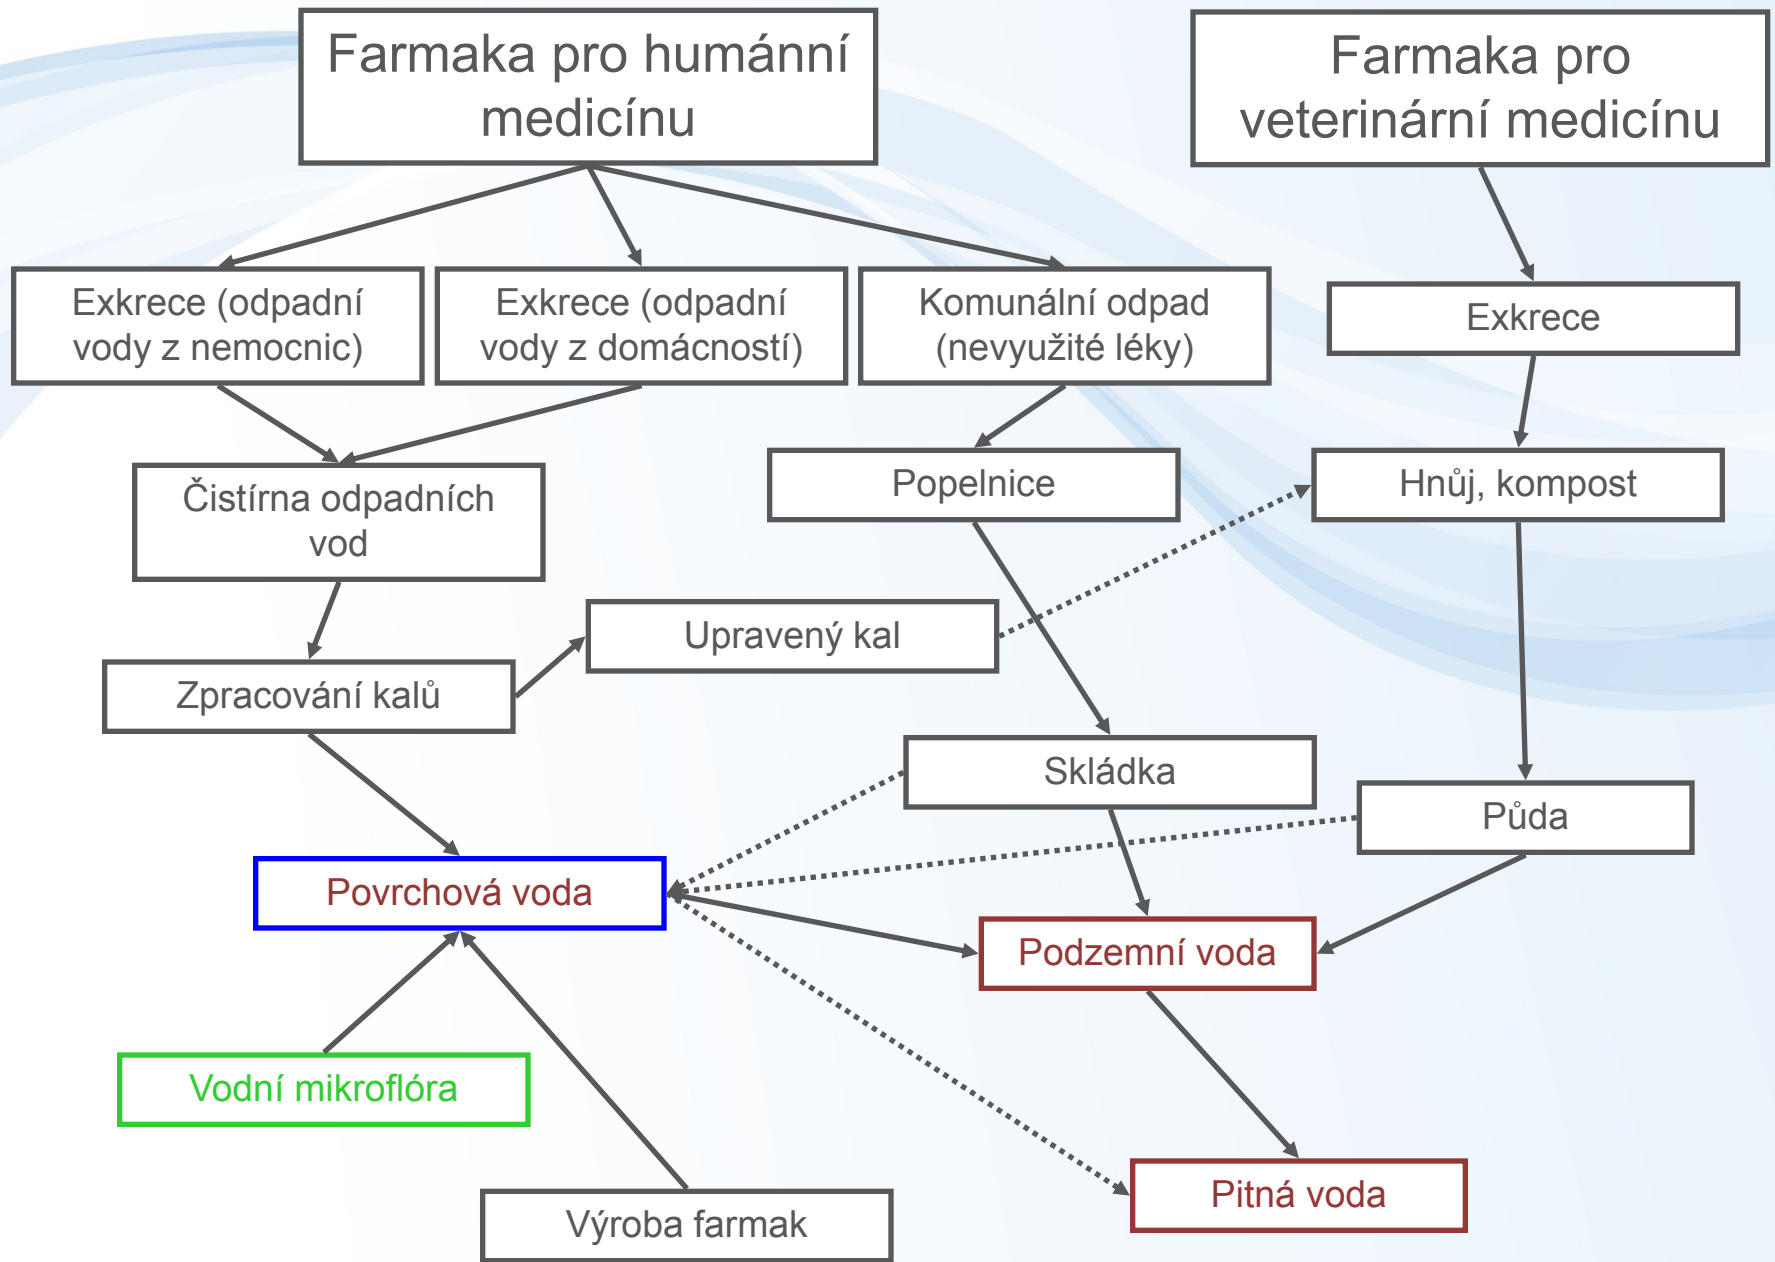 Farmaka pro humánní
medicínu
Farmaka pro
veterinární medicínu
Exkrece (odpadní
vody z nemocnic)
Exkrece (odpadní
vody z domácností)
Komunální odpad
(nevyužité léky)
Exkrece
Čistírna odpadních
vod
Popelnice
Hnůj, kompost
Upravený kal
Zpracování kalů
Skládka
Půda
Povrchová voda
Podzemní voda
Vodní mikroflóra
Pitná voda
Výroba farmak